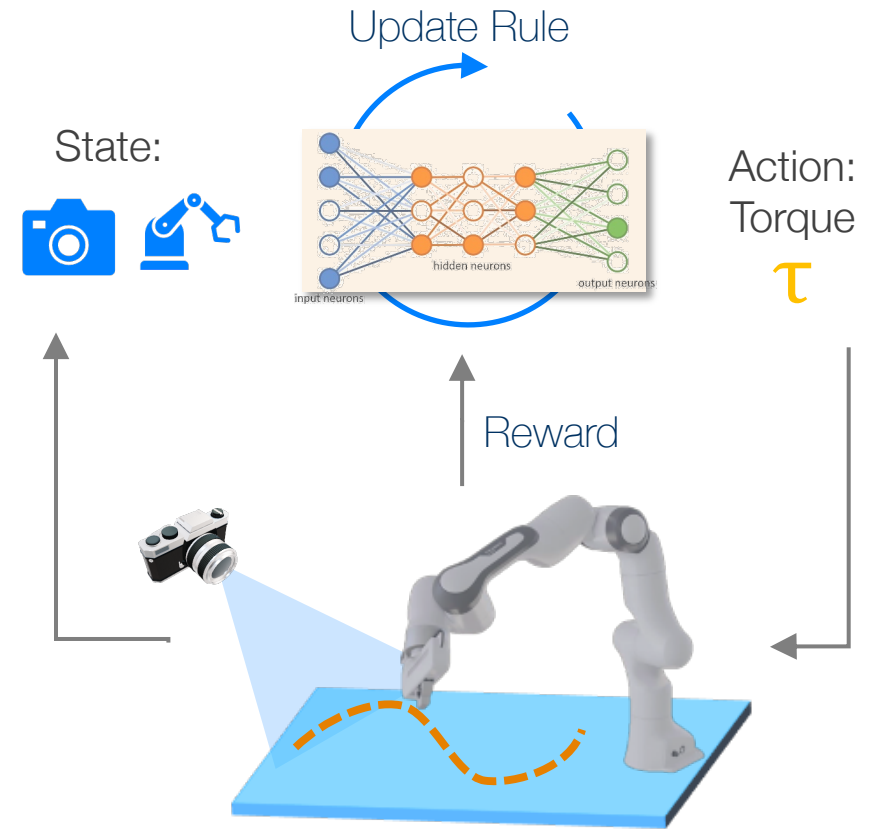 Update Rule
State:
hidden neurons
input neurons
output neurons
Action:
Torque
τ
Reward